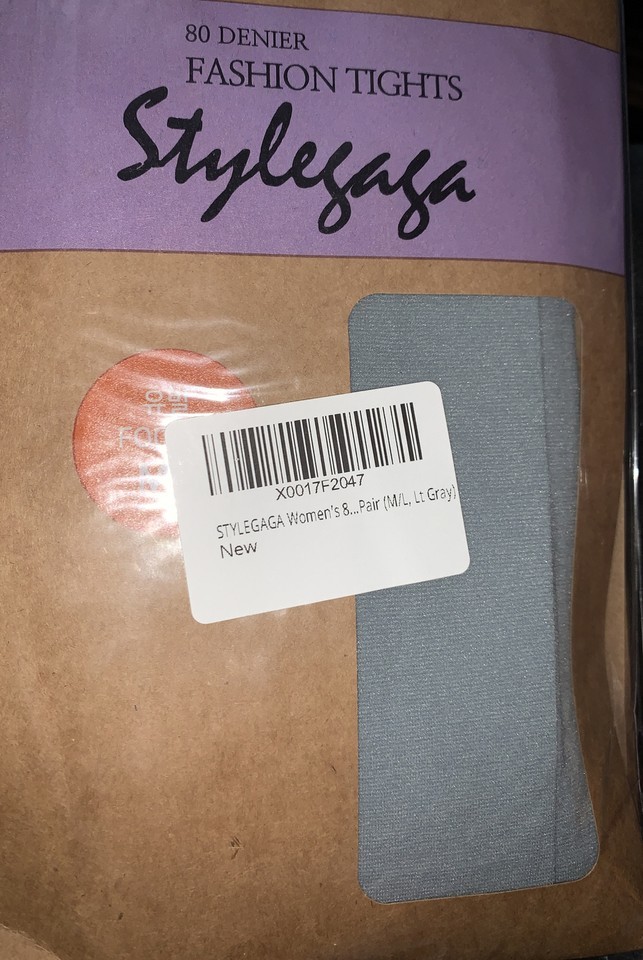 80 DENIER
FASHION TIGHTS
Stylegaga
X0017F2047
STYLEGAGA Women's 8...Pair (M/L, Lt Gray)
New